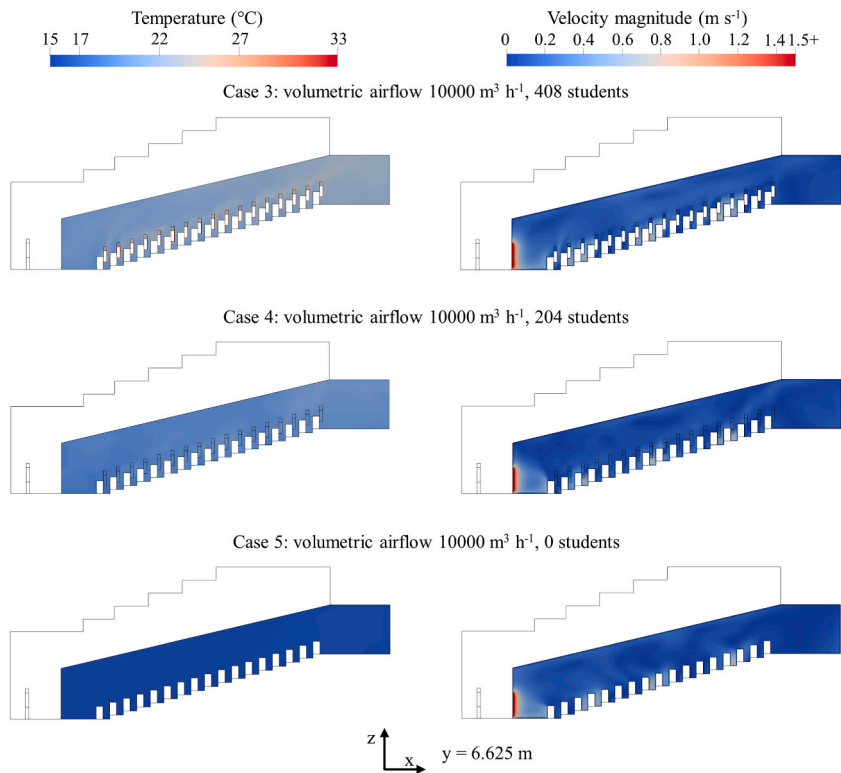 Temperature (°C)
15 17 22 27 33
Velocity magnitude (m s⁻¹)
0 0.2 0.4 0.6 0.8 1.0 1.2 1.41.5+
Case 3: volumetric airflow 10000 m³ h⁻¹, 408 students
Case 4: volumetric airflow 10000 m³ h⁻¹, 204 students
Case 5: volumetric airflow 10000 m³ h⁻¹, 0 students
z
x
y = 6.625 m